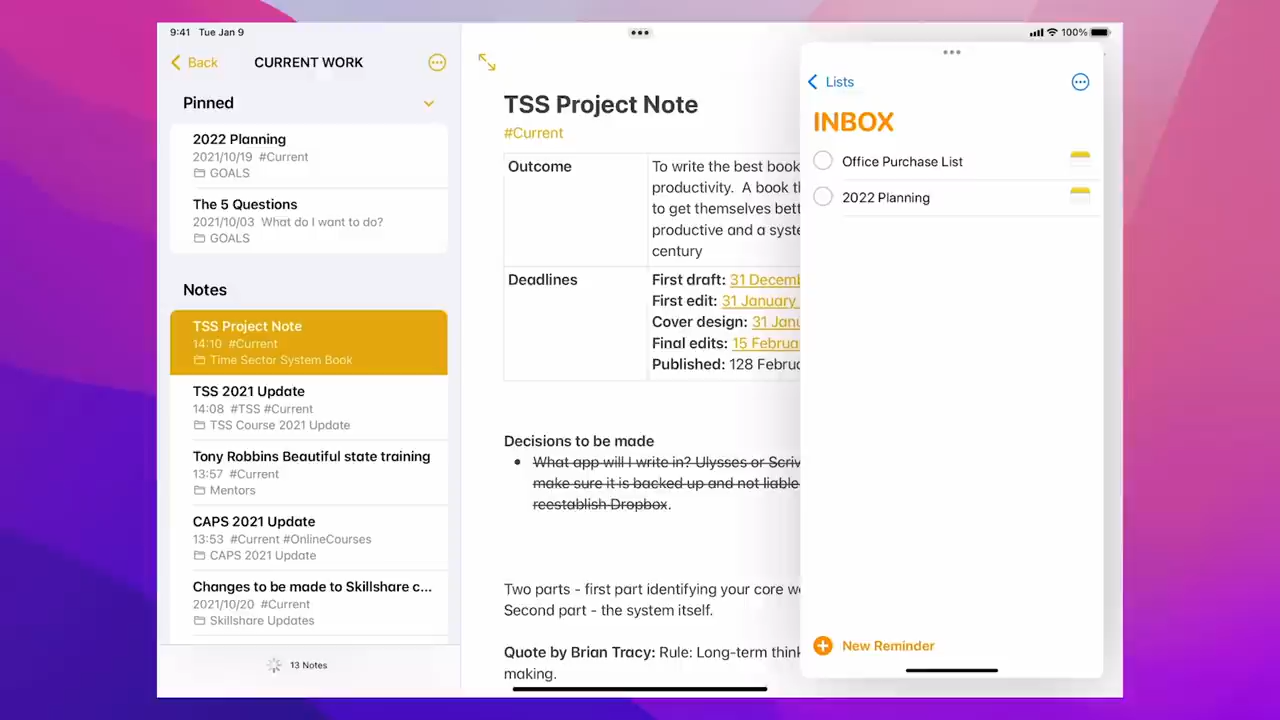 9:41 Tue Jan 9
100%
Back
CURRENT WORK
Pinned
2022 Planning
2021/10/19 #Current
GOALS
The 5 Questions
2021/10/03 What do I want to do?
GOALS
Notes
TSS Project Note
14:10 #Current
Time Sector System Book
TSS 2021 Update
14:08 #TSS #Current
TSS Course 2021 Update
Tony Robbins Beautiful state training
13:57 #Current
Mentors
CAPS 2021 Update
13:53 #Current #OnlineCourses
CAPS 2021 Update
Changes to be made to Skillshare c...
2021/10/20 #Current
Skillshare Updates
13 Notes
TSS Project Note
#Current
Outcome
To write the best book
productivity. A book th
to get themselves bett
productive and a syste
century
Deadlines
First draft: 31 Decemb
First edit: 31 January
Cover design: 31 Janu
Final edits: 15 Februa
Published: 128 Februa
Decisions to be made
• What app will I write in? Ulysses or Scriv
make sure it is backed up and not liable
reestablish Dropbox.
Two parts - first part identifying your core wo
Second part - the system itself.
Quote by Brian Tracy: Rule: Long-term think
making.
Lists
INBOX
Office Purchase List
2022 Planning
New Reminder